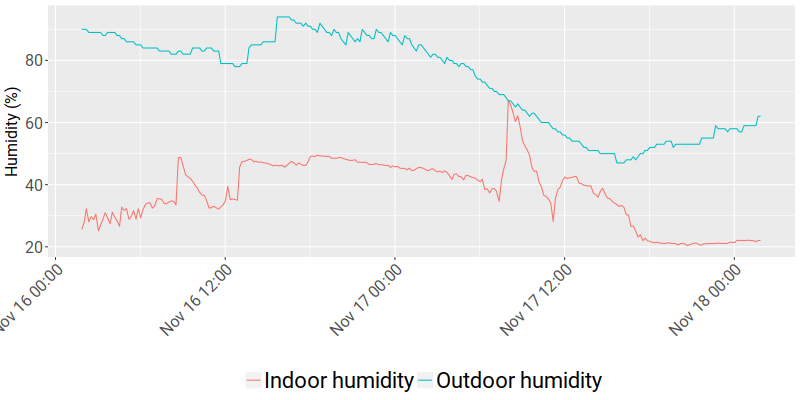 Humidity (%)
80
60
40
20
Nov 16 00:00
Nov 16 12:00
Nov 17 00:00
Nov 17 12:00
Nov 18 00:00
Indoor humidity Outdoor humidity